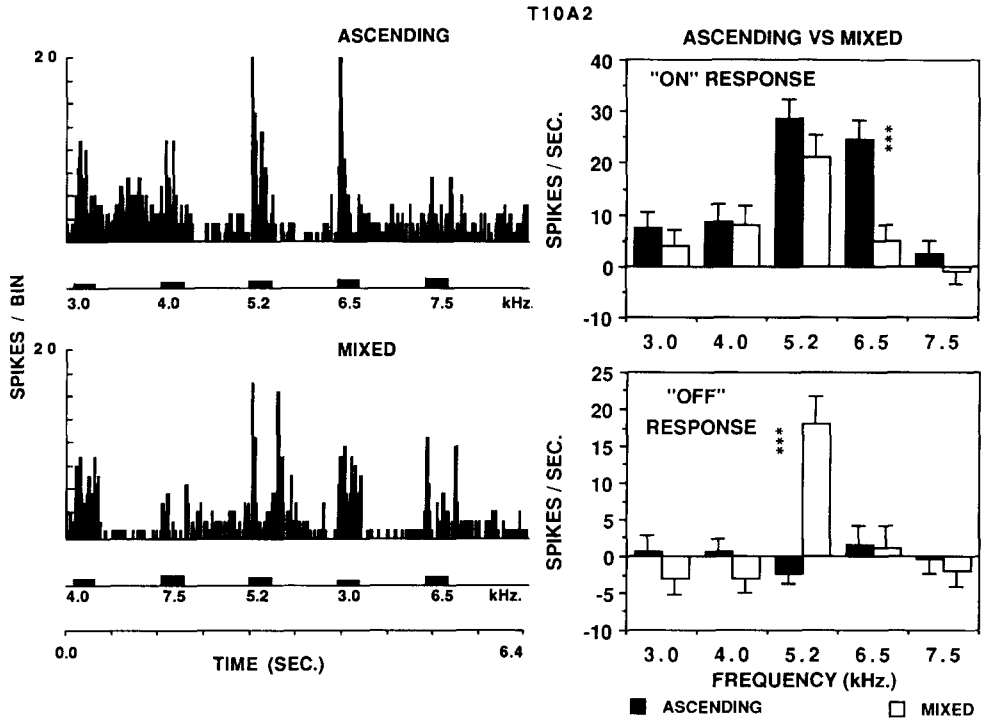 T10A2
ASCENDING
20
3.0 4.0 5.2 6.5 7.5 kHz.
SPIKES / BIN
MIXED
20
4.0 7.5 5.2 3.0 6.5 kHz.
0.0 6.4
TIME (SEC.)
ASCENDING VS MIXED
"ON" RESPONSE
SPIKES / SEC.
40
30
20
10
0
-10
***
3.0 4.0 5.2 6.5 7.5
"OFF"
RESPONSE
SPIKES / SEC.
25
20
15
10
5
0
-5
-10
***
3.0 4.0 5.2 6.5 7.5
FREQUENCY (kHz.)
ASCENDING MIXED